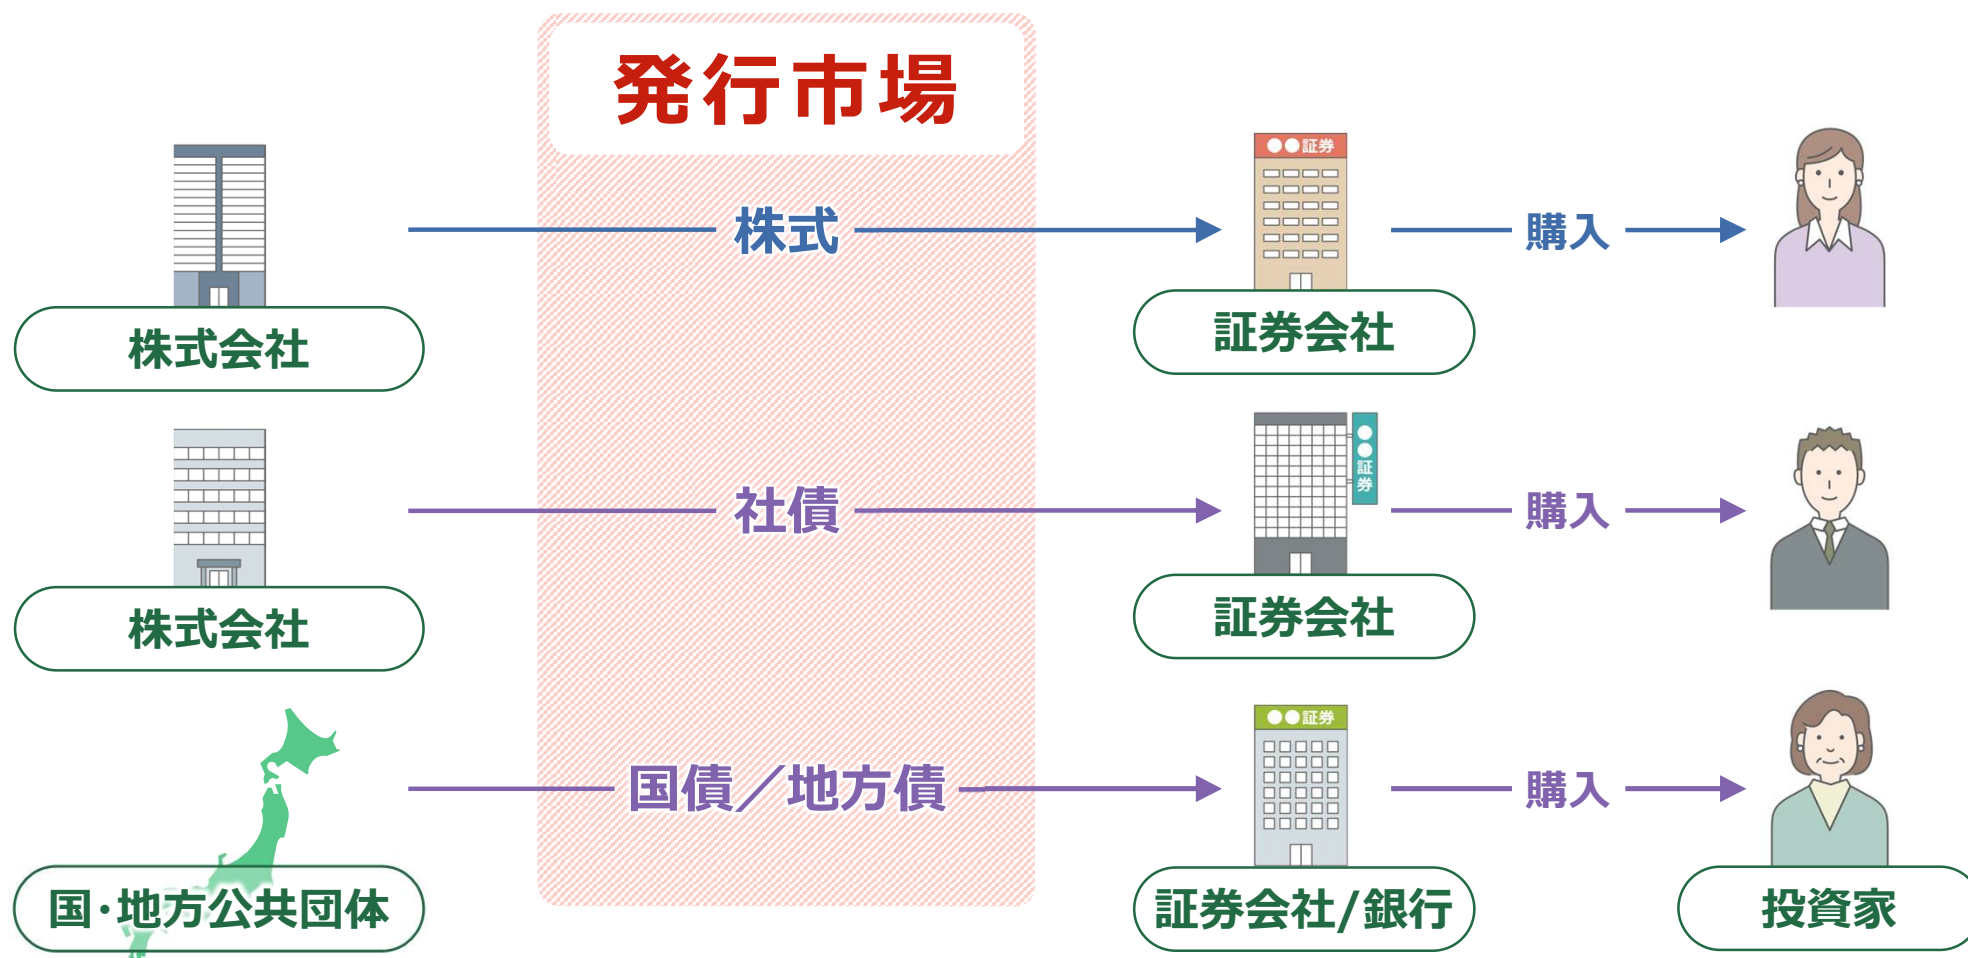 発行市場
●●証券
株式
購入
株式会社
証券会社
●●証券
社債
購入
株式会社
証券会社
●●証券
国債／地方債
購入
国・地方公共団体
証券会社/銀行
投資家